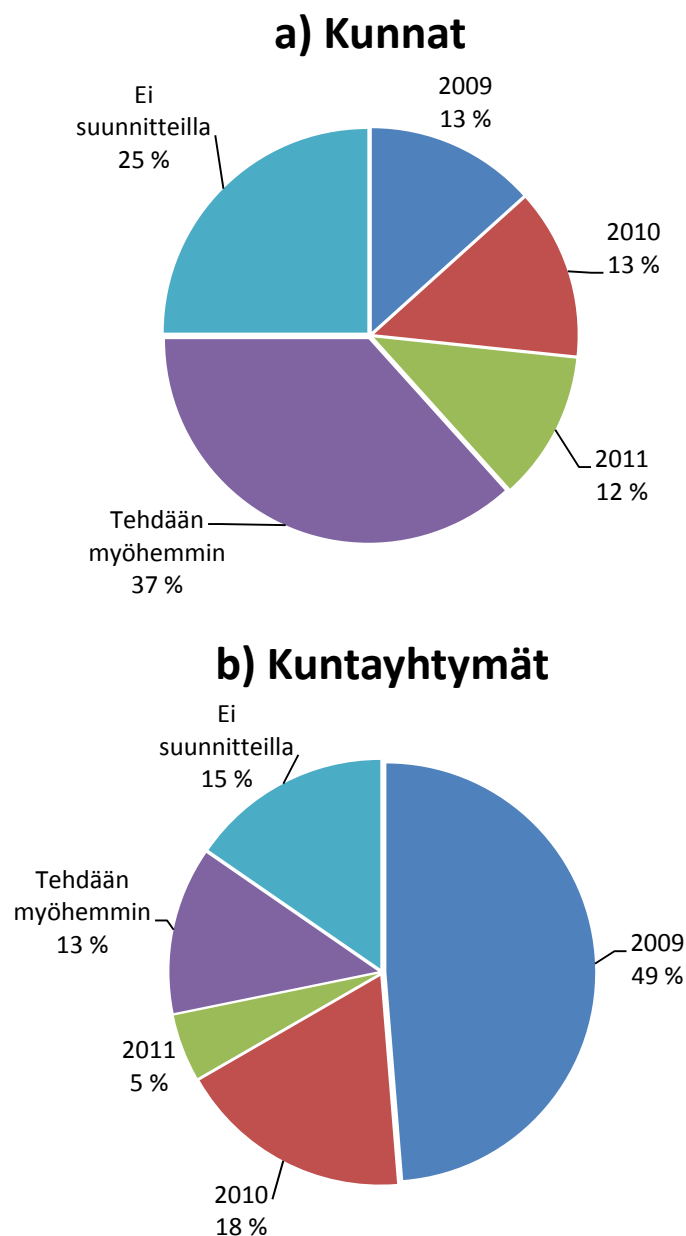 a) Kunnat
Ei
suunnitteilla
25 %
2009
13 %
2010
13 %
2011
12 %
Tehdään
myöhemmin
37 %
b) Kuntayhtymät
Ei
suunnitteilla
15 %
Tehdään
myöhemmin
13 %
2009
49 %
2011
5 %
2010
18 %